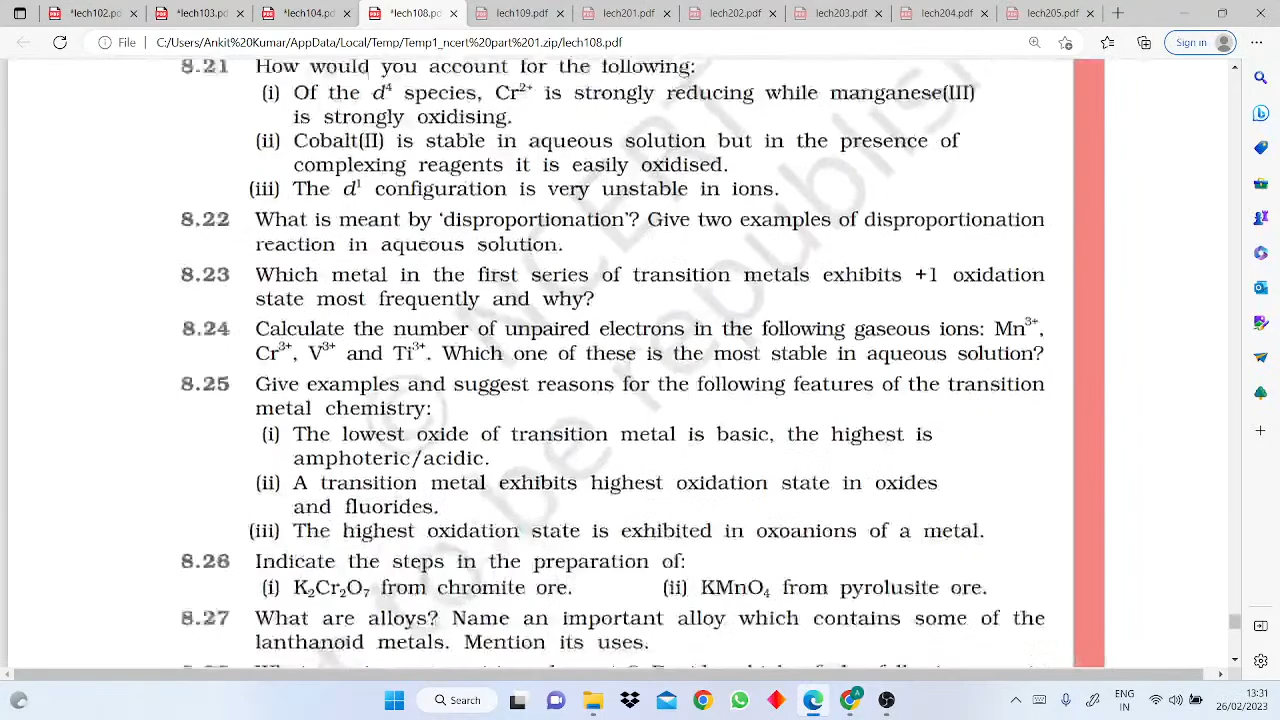 *lech102.pdf
*lech103.pdf
*lech104.pdf
*lech108.pdf
lech109.pdf
lech201.pdf
lech202.pdf
lech203.pdf
lech204.pdf
lech205.pdf
File C:/Users/Ankit%20Kumar/AppData/Local/Temp/Temp1_ncert%20part%201.zip/lech108.pdf
Sign in
8.21 How would you account for the following:
(i) Of the d⁴ species, Cr²⁺ is strongly reducing while manganese(III)
is strongly oxidising.
(ii) Cobalt(II) is stable in aqueous solution but in the presence of
complexing reagents it is easily oxidised.
(iii) The d¹ configuration is very unstable in ions.
8.22 What is meant by ‘disproportionation’? Give two examples of disproportionation
reaction in aqueous solution.
8.23 Which metal in the first series of transition metals exhibits +1 oxidation
state most frequently and why?
8.24 Calculate the number of unpaired electrons in the following gaseous ions: Mn³⁺,
Cr³⁺, V³⁺ and Ti³⁺. Which one of these is the most stable in aqueous solution?
8.25 Give examples and suggest reasons for the following features of the transition
metal chemistry:
(i) The lowest oxide of transition metal is basic, the highest is
amphoteric/acidic.
(ii) A transition metal exhibits highest oxidation state in oxides
and fluorides.
(iii) The highest oxidation state is exhibited in oxoanions of a metal.
8.26 Indicate the steps in the preparation of:
(i) K₂Cr₂O₇ from chromite ore. (ii) KMnO₄ from pyrolusite ore.
8.27 What are alloys? Name an important alloy which contains some of the
lanthanoid metals. Mention its uses.
© NCERT
be republish
Search
ENG
IN
13:31
26/02/2023